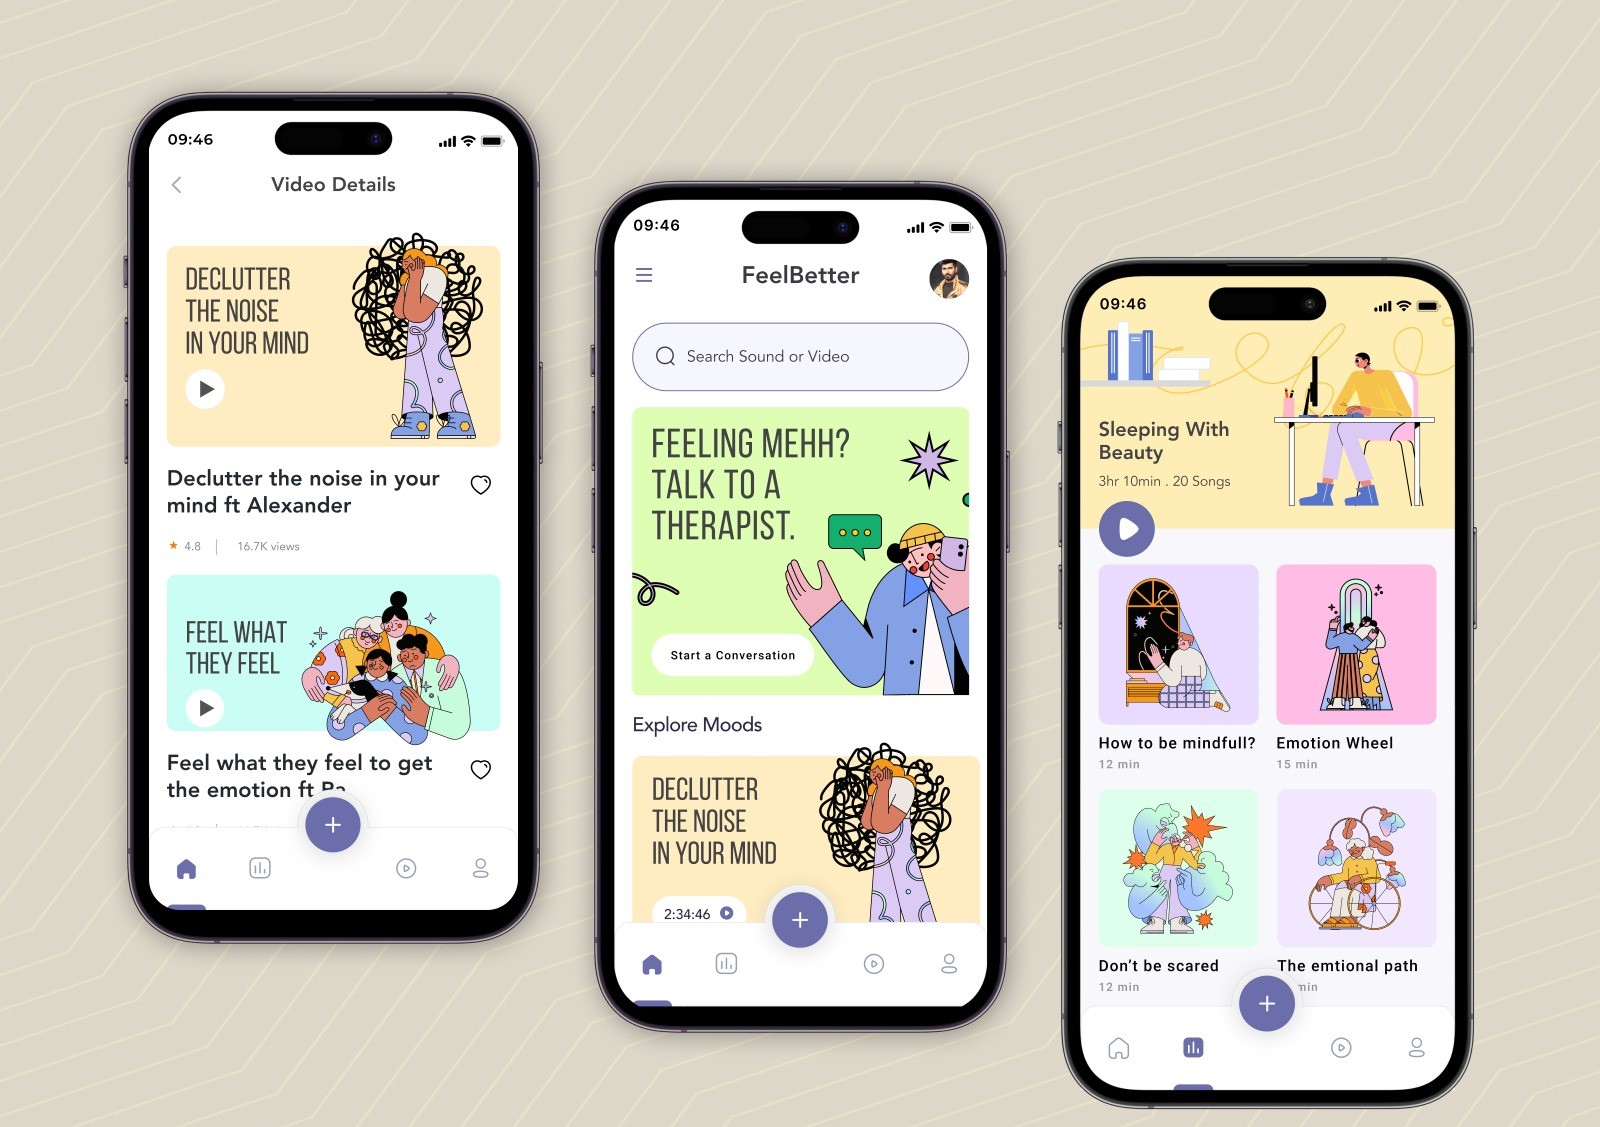 09:46
Video Details
DECLUTTER
THE NOISE
IN YOUR MIND
Declutter the noise in your
mind ft Alexander
4.8
16.7K views
FEEL WHAT
THEY FEEL
Feel what they feel to get
the emotion ft
09:46
FeelBetter
Search Sound or Video
FEELING MEHH?
TALK TO A
THERAPIST.
Start a Conversation
Explore Moods
DECLUTTER
THE NOISE
IN YOUR MIND
2:34:46
09:46
Sleeping With
Beauty
3hr 10min . 20 Songs
How to be mindfull?
12 min
Emotion Wheel
15 min
Don't be scared
12 min
The emtional path
min